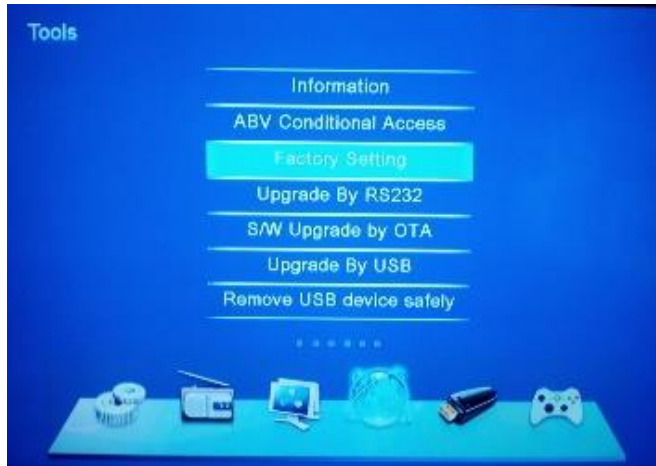 Tools
Information
ABV Conditional Access
Factory Setting
Upgrade By RS232
S/W Upgrade by OTA
Upgrade By USB
Remove USB device safely